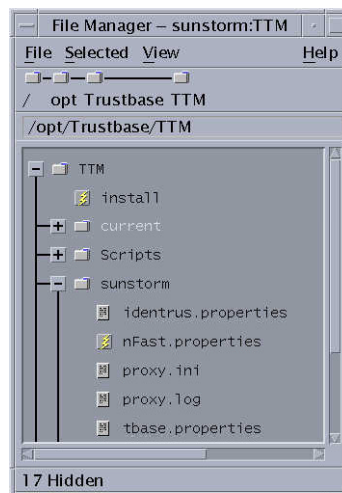 File Manager – sunstorm:TTM
File Selected View Help
/ opt Trustbase TTM
/opt/Trustbase/TTM
TTM
install
current
Scripts
sunstorm
identrus.properties
nFast.properties
proxy.ini
proxy.log
tbase.properties
17 Hidden